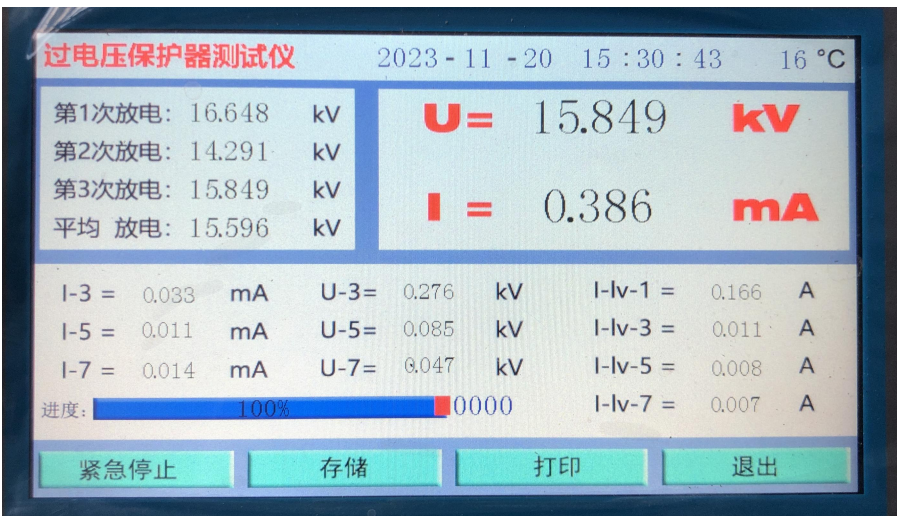 过电压保护器测试仪 2023-11-20 15:30:43 16 °C
第1次放电: 16.648 kV
第2次放电: 14.291 kV
第3次放电: 15.849 kV
平均 放电: 15.596 kV
U= 15.849 kV
I = 0.386 mA
I-3 = 0.033 mA U-3= 0.276 kV I-lv-1 = 0.166 A
I-5 = 0.011 mA U-5= 0.085 kV I-lv-3 = 0.011 A
I-7 = 0.014 mA U-7= 0.047 kV I-lv-5 = 0.008 A
进度: 100% 0000 I-lv-7 = 0.007 A
紧急停止 存储 打印 退出